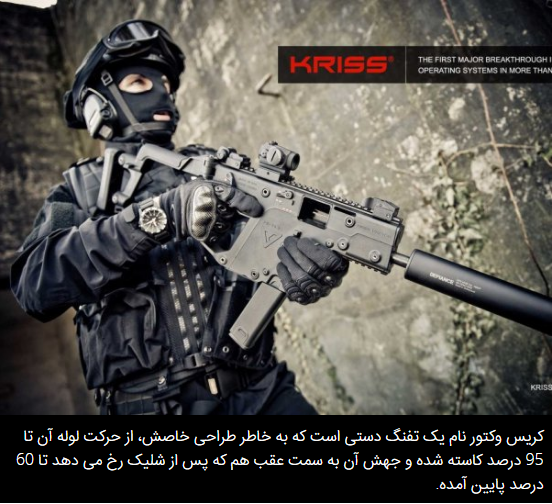 KRISS®
THE FIRST MAJOR BREAKTHROUGH I
OPERATING SYSTEMS IN MORE THAN
DEFIANCE
KRISS
کریس وکتور نام یک تفنگ دستی است که به خاطر طراحی خاصش، از حرکت لوله آن تا
95 درصد کاسته شده و جهش آن به سمت عقب هم که پس از شلیک رخ می دهد تا 60
درصد پایین آمده.